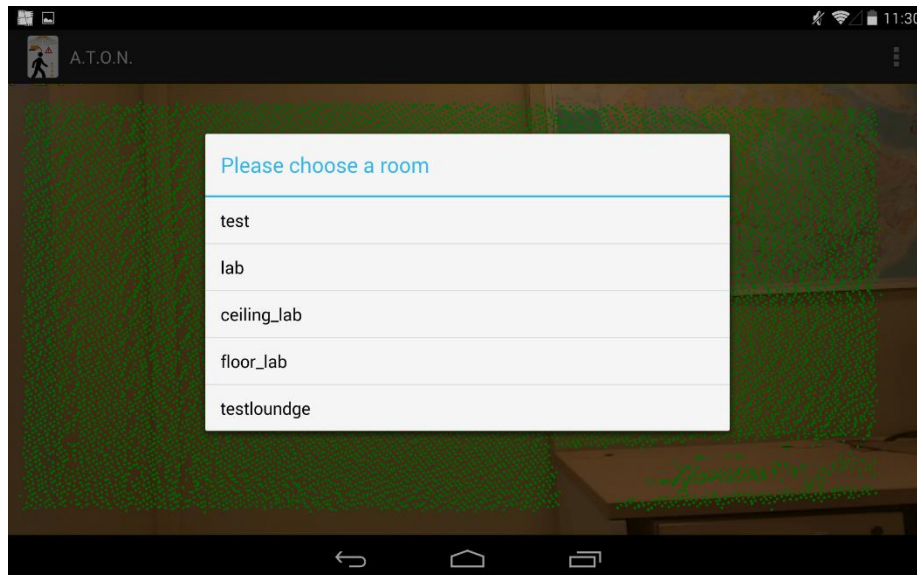 11:30
A.T.O.N.
Please choose a room
test
lab
ceiling_lab
floor_lab
testloundge